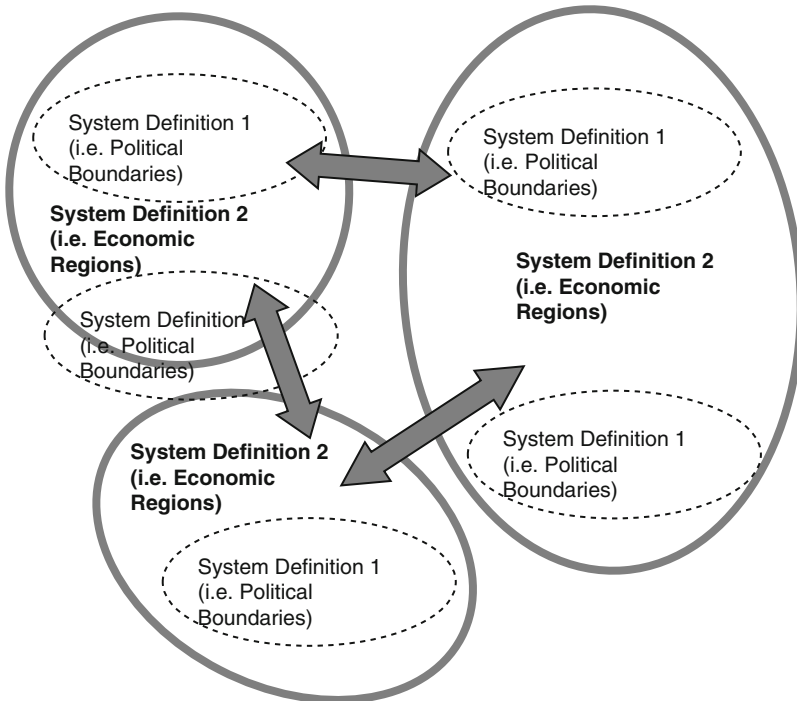 System Definition 1
(i.e. Political
Boundaries)
System Definition 2
(i.e. Economic
Regions)
System Definition
(i.e. Political
Boundaries)
System Definition 1
(i.e. Political
Boundaries)
System Definition 2
(i.e. Economic
Regions)
System Definition 1
(i.e. Political
Boundaries)
System Definition 2
(i.e. Economic
Regions)
System Definition 1
(i.e. Political
Boundaries)